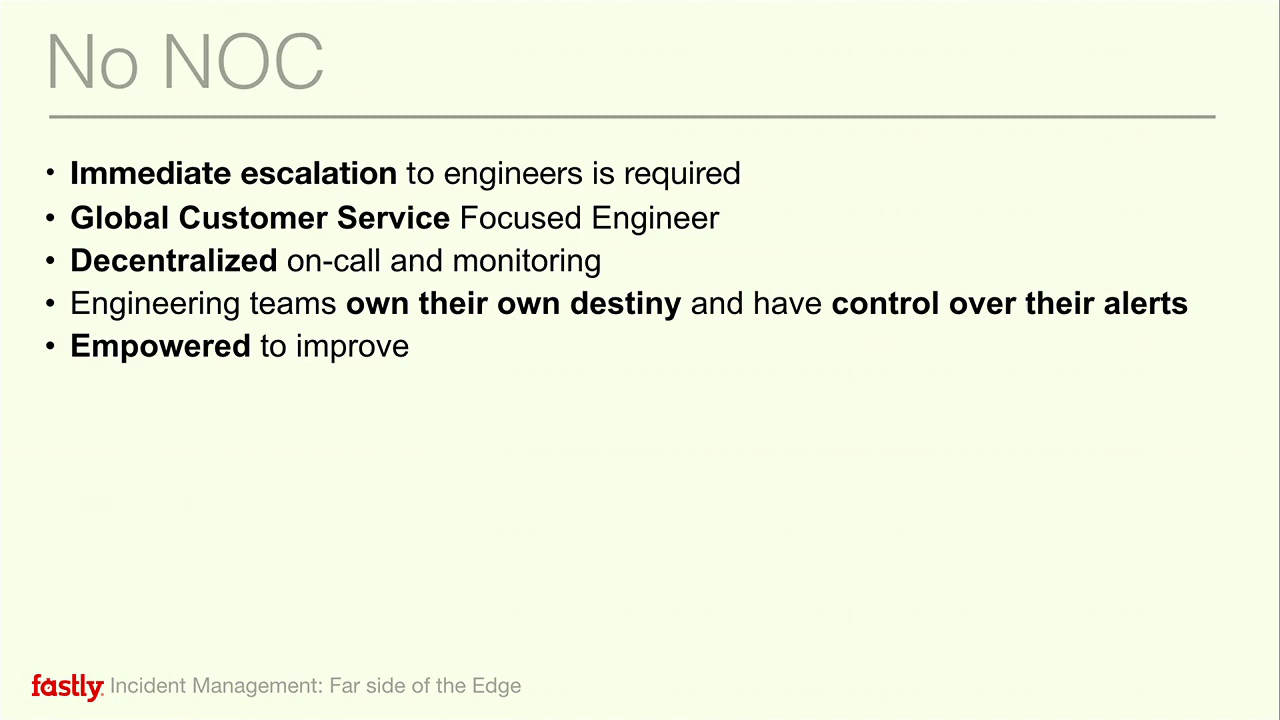 No NOC
• Immediate escalation to engineers is required
• Global Customer Service Focused Engineer
• Decentralized on-call and monitoring
• Engineering teams own their own destiny and have control over their alerts
• Empowered to improve
fastly. Incident Management: Far side of the Edge